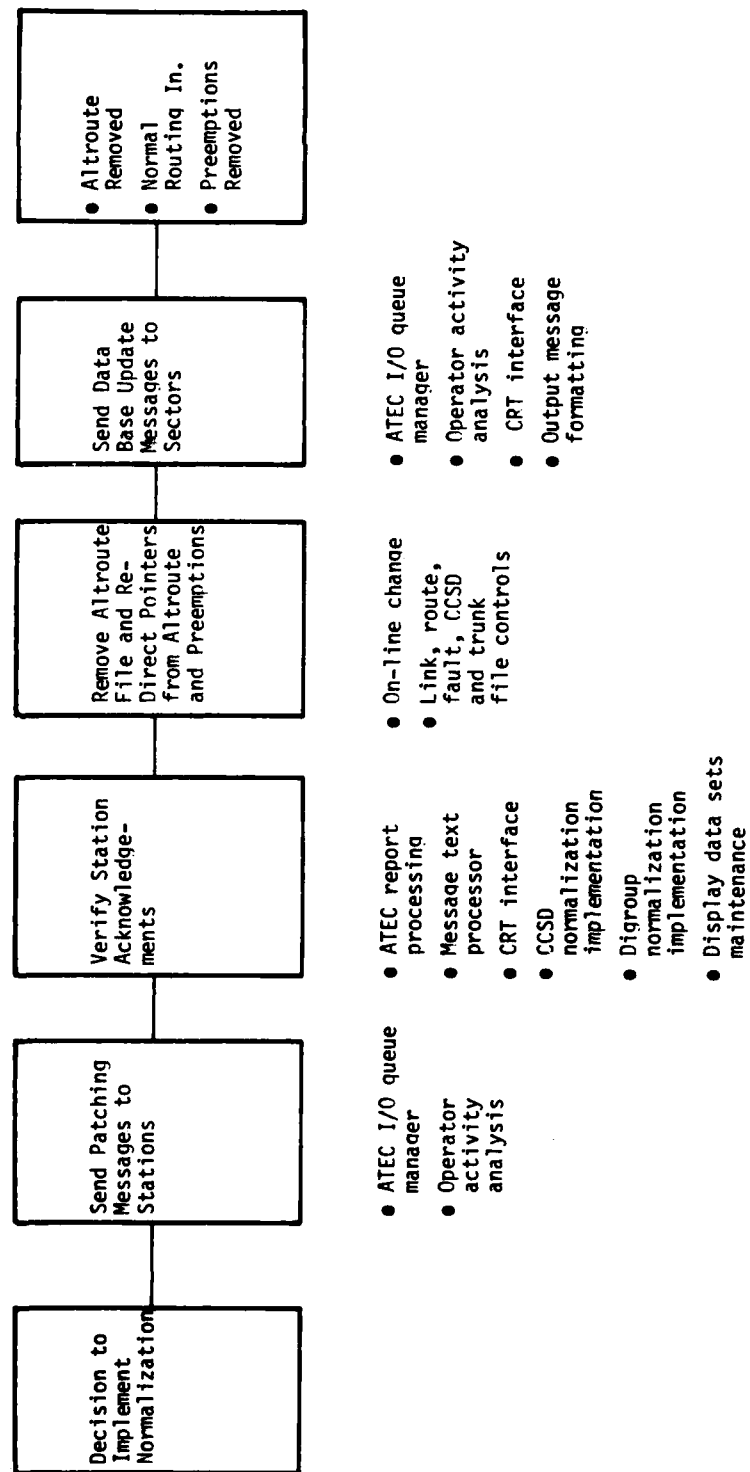 Decision to
Implement
Normalization
Send Patching
Messages to
Stations
● ATEC I/O queue
manager
● Operator
activity
analysis
Verify Station
Acknowledge-
ments
● ATEC report
processing
● Message text
processor
● CRT interface
● CCSD
normalization
implementation
● Digroup
normalization
implementation
● Display data sets
maintenance
Remove Altroute
File and Re-
Direct Pointers
from Altroute
and Preemptions
● On-line change
● Link, route,
fault, CCSD
and trunk
file controls
Send Data
Base Update
Messages to
Sectors
● ATEC I/O queue
manager
● Operator activity
analysis
● CRT interface
● Output message
formatting
● Altroute
Removed
● Normal
Routing In.
● Preemptions
Removed